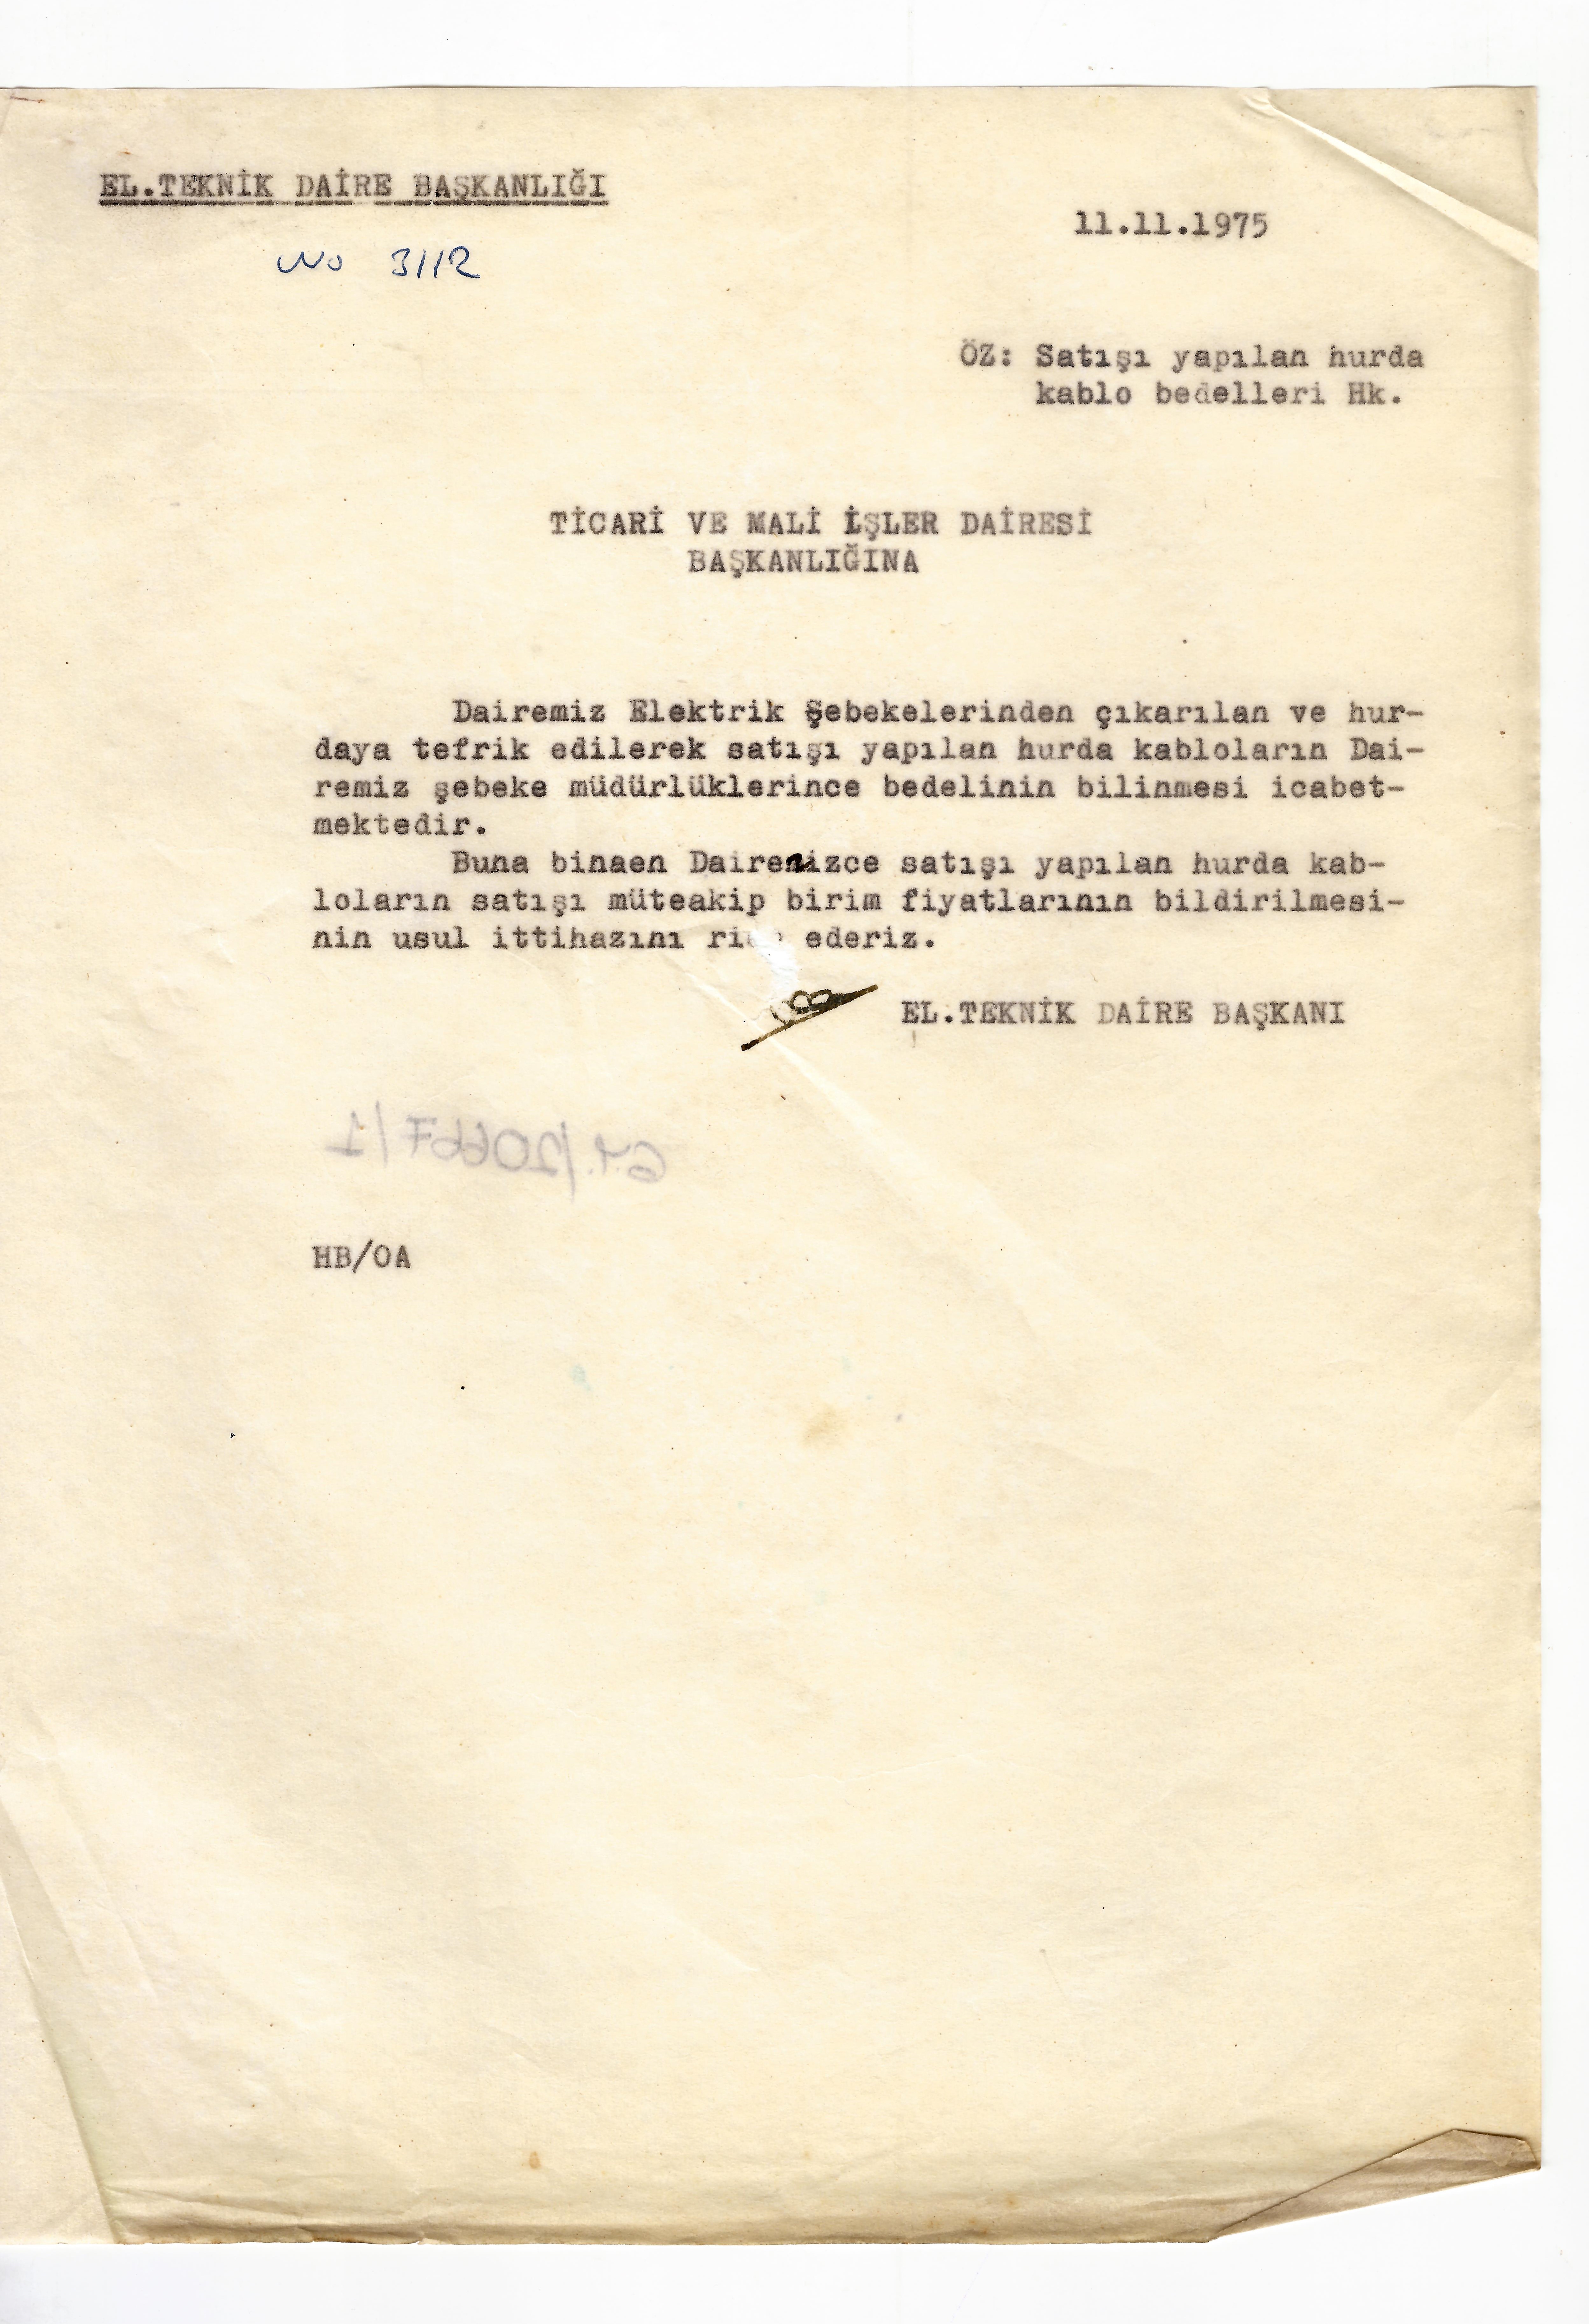 EL.TEKNİK DAİRE BAŞKANLIĞI
No 3112
11.11.1975
ÖZ: Satışı yapılan hurda
kablo bedelleri Hk.
TİCARİ VE MALİ İŞLER DAİRESİ
BAŞKANLIĞINA
Dairemiz Elektrik Şebekelerinden çıkarılan ve hur-
daya tefrik edilerek satışı yapılan hurda kabloların Dai-
remiz şebeke müdürlüklerince bedelinin bilinmesi icabet-
mektedir.
Buna binaen Dairenizce satışı yapılan hurda kab-
loların satışı müteakip birim fiyatlarının bildirilmesi-
nin usul ittihazını ederiz.
EL.TEKNİK DAİRE BAŞKANI
HB/OA